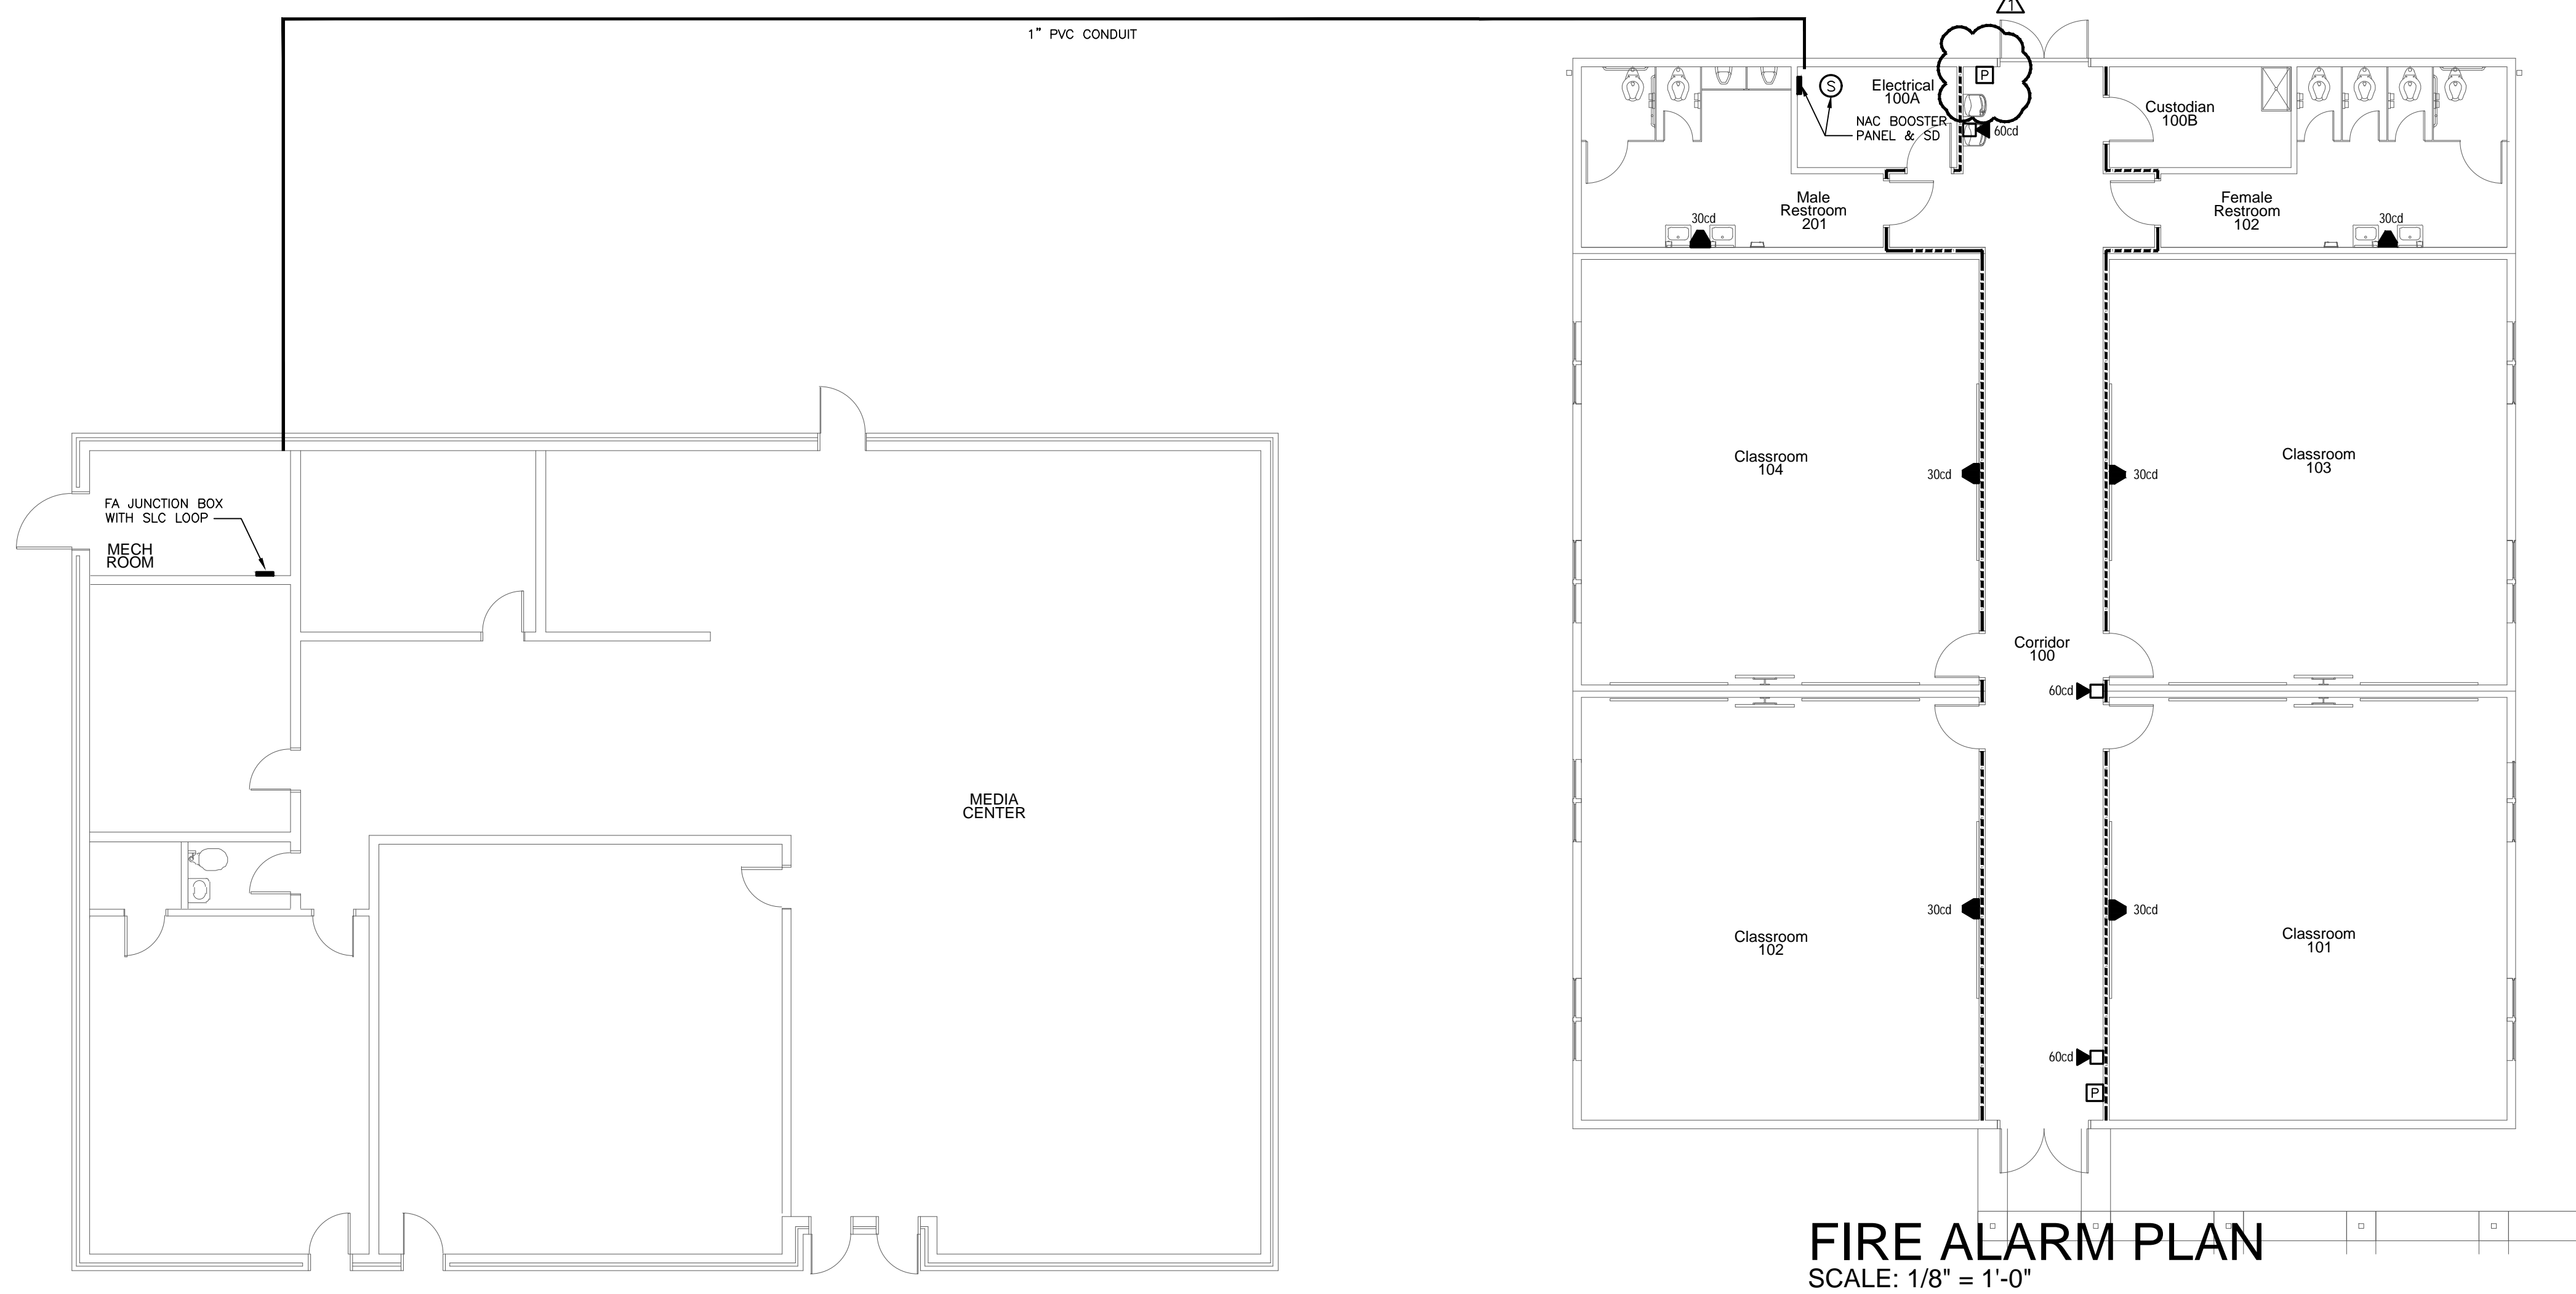 1" PVC CONDUIT
1
P
S
Electrical
100A
NAC BOOSTER
PANEL & SD
60cd
Custodian
100B
Male
Restroom
201
30cd
Female
Restroom
102
30cd
Classroom
104
30cd
Classroom
103
30cd
FA JUNCTION BOX
WITH SLC LOOP
MECH
ROOM
Corridor
100
60cd
MEDIA
CENTER
Classroom
102
30cd
Classroom
101
30cd
60cd
P
FIRE ALARM PLAN
SCALE: 1/8" = 1'-0"